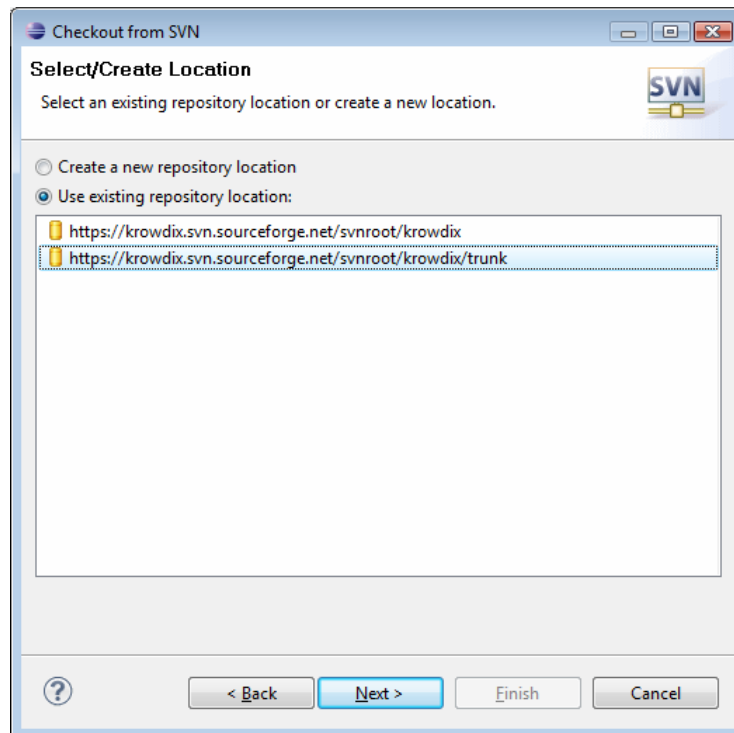 Checkout from SVN
Select/Create Location
Select an existing repository location or create a new location.
SVN
Create a new repository location
Use existing repository location:
https://krowdix.svn.sourceforge.net/svnroot/krowdix
https://krowdix.svn.sourceforge.net/svnroot/krowdix/trunk
?
< Back Next > Finish Cancel